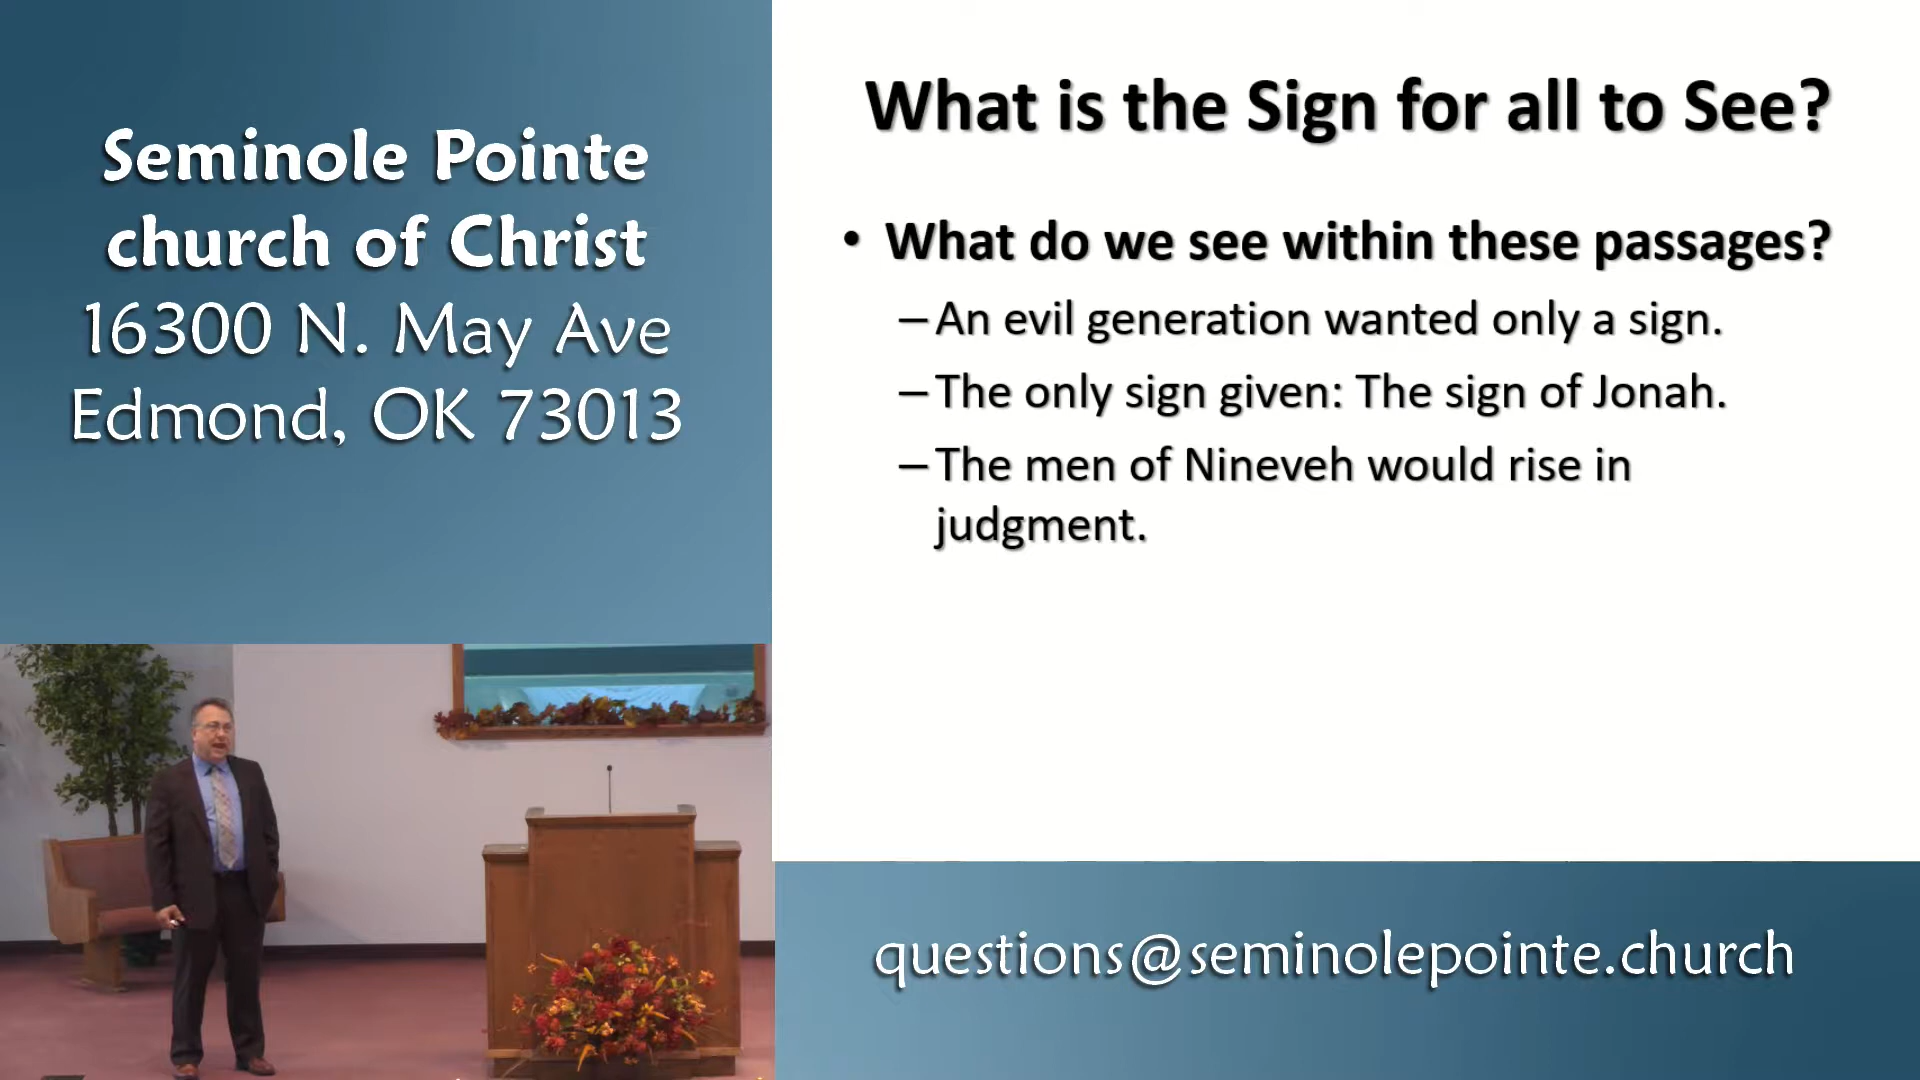 Seminole Pointe
church of Christ
16300 N. May Ave
Edmond, OK 73013
What is the Sign for all to See?
• What do we see within these passages?
– An evil generation wanted only a sign.
– The only sign given: The sign of Jonah.
– The men of Nineveh would rise in
judgment.
questions@seminolepointe.church